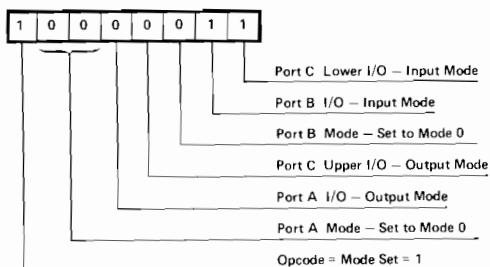 1 0 0 0 0 0 1 1
Port C Lower I/O – Input Mode
Port B I/O – Input Mode
Port B Mode – Set to Mode 0
Port C Upper I/O – Output Mode
Port A I/O – Output Mode
Port A Mode – Set to Mode 0
Opcode = Mode Set = 1